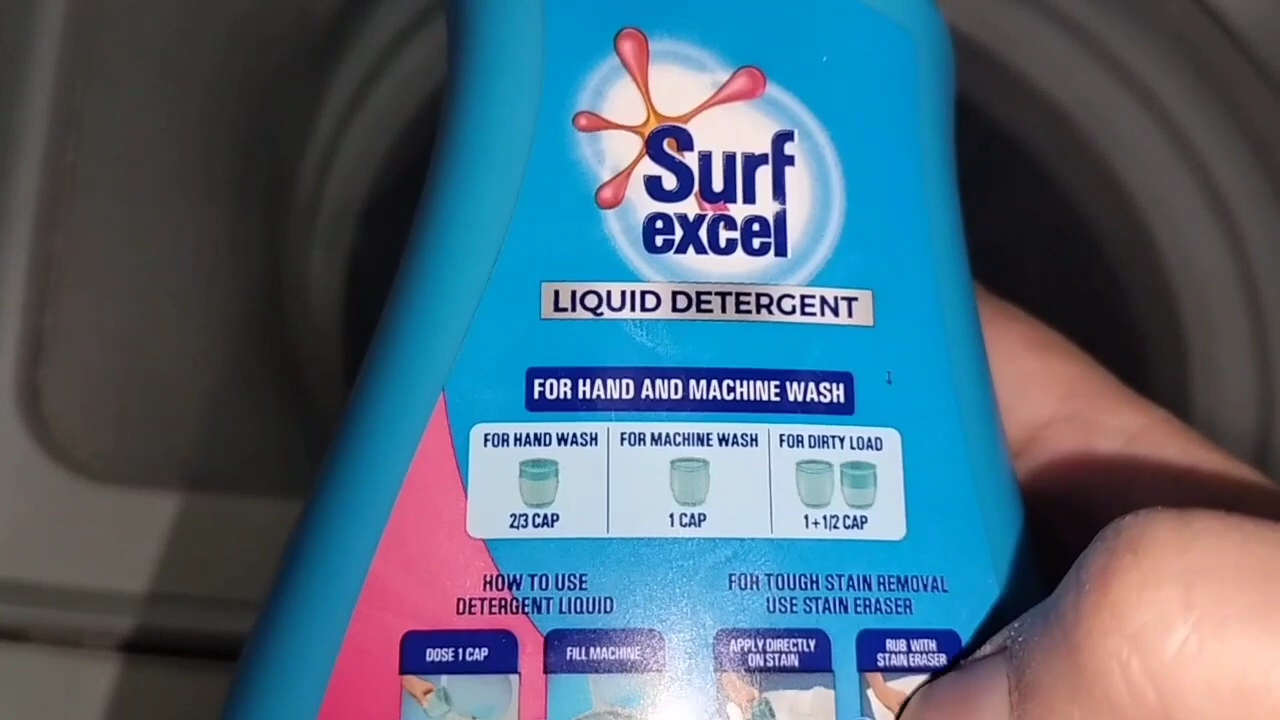 Surf
excel
LIQUID DETERGENT
FOR HAND AND MACHINE WASH
FOR HAND WASH
2/3 CAP
FOR MACHINE WASH
1 CAP
FOR DIRTY LOAD
1+1/2 CAP
HOW TO USE
DETERGENT LIQUID
DOSE 1 CAP
FILL MACHINE
FOR TOUGH STAIN REMOVAL
USE STAIN ERASER
APPLY DIRECTLY
ON STAIN
RUB WITH
STAIN ERASER